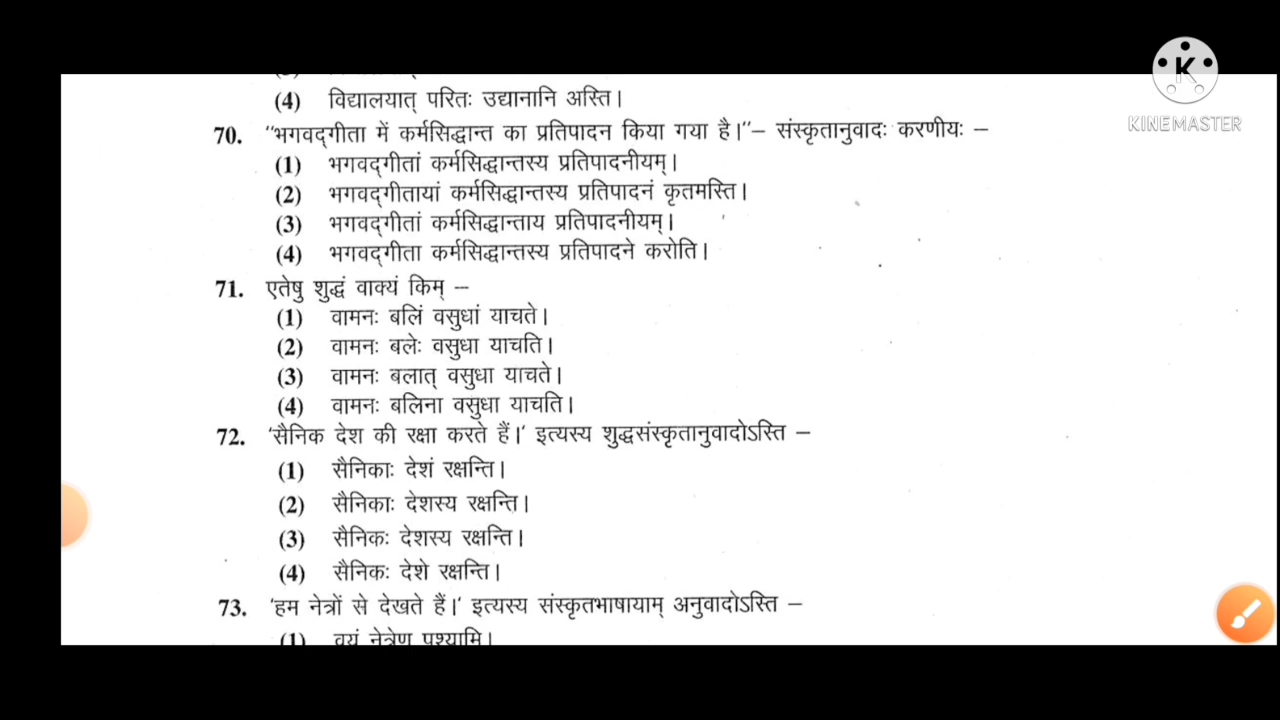 (4) विद्यालयात् परितः उद्यानानि अस्ति।
70. "भगवद्‌गीता में कर्मसिद्धान्त का प्रतिपादन किया गया है।"– संस्कृतानुवादः करणीयः –
(1) भगवद्‌गीतां कर्मसिद्धान्तस्य प्रतिपादनीयम्।
(2) भगवद्‌गीतायां कर्मसिद्धान्तस्य प्रतिपादनं कृतमस्ति।
(3) भगवद्‌गीतां कर्मसिद्धान्ताय प्रतिपादनीयम्।
(4) भगवद्‌गीता कर्मसिद्धान्तस्य प्रतिपादने करोति।
71. एतेषु शुद्धं वाक्यं किम् –
(1) वामनः बलिं वसुधां याचते।
(2) वामनः बलेः वसुधा याचति।
(3) वामनः बलात् वसुधा याचते।
(4) वामनः बलिना वसुधा याचति।
72. 'सैनिक देश की रक्षा करते हैं।' इत्यस्य शुद्धसंस्कृतानुवादोऽस्ति –
(1) सैनिकाः देशं रक्षन्ति।
(2) सैनिकाः देशस्य रक्षन्ति।
(3) सैनिकः देशस्य रक्षन्ति।
(4) सैनिकः देशे रक्षन्ति।
73. 'हम नेत्रों से देखते हैं।' इत्यस्य संस्कृतभाषायाम् अनुवादोऽस्ति –
(1) वयं नेत्रेण पश्यामि।
K
KINEMASTER